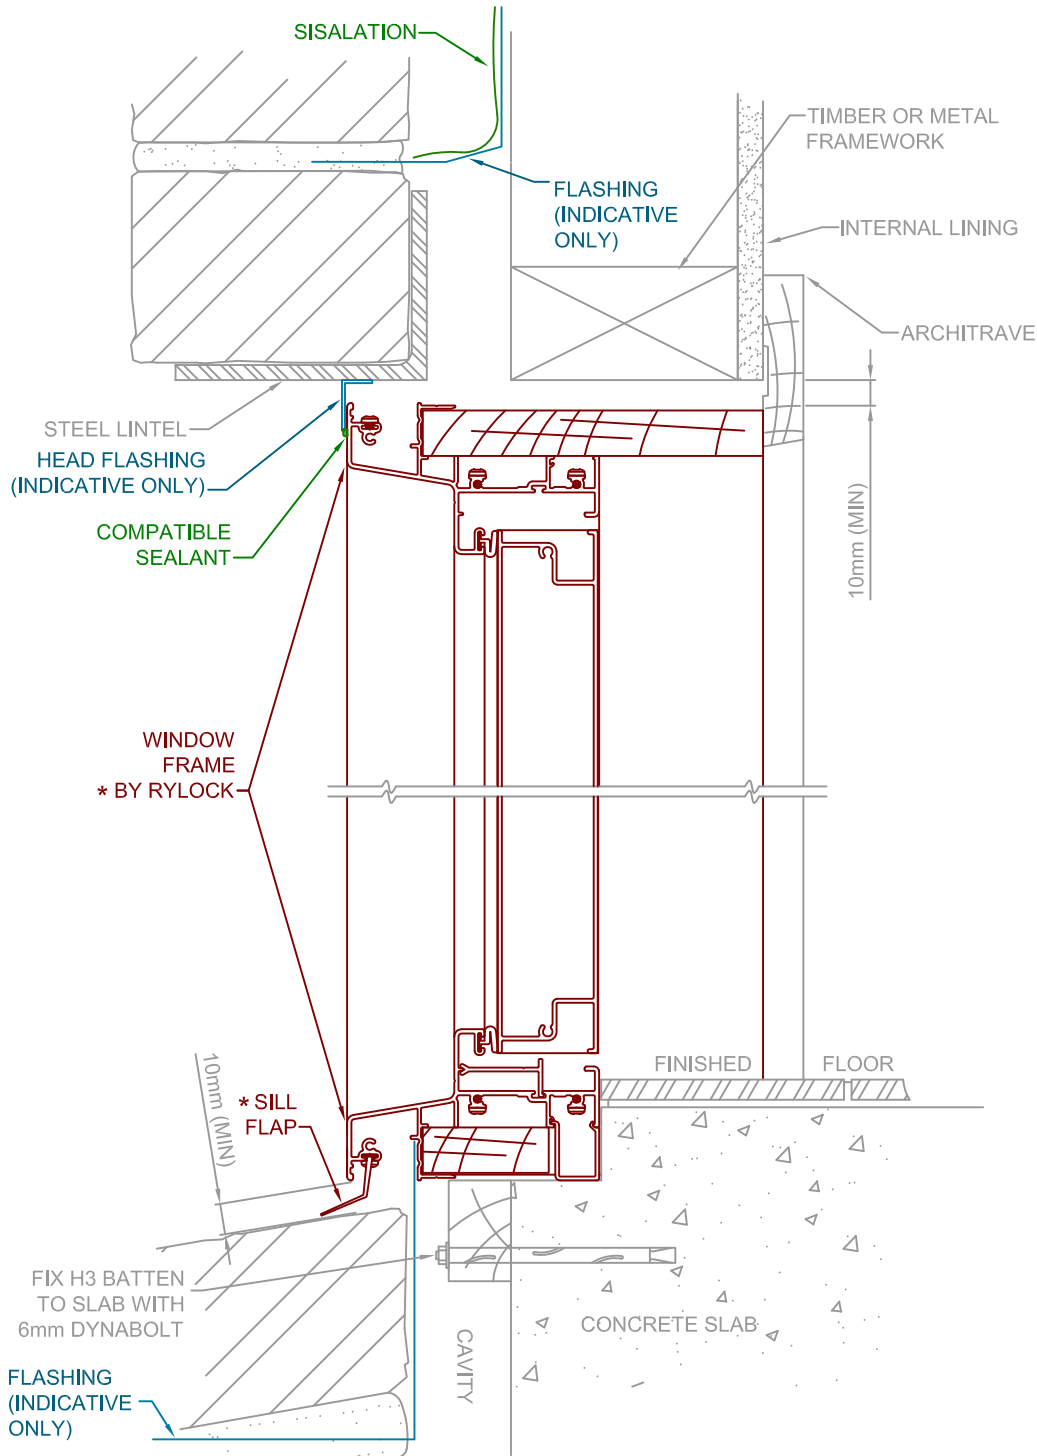 SISALATION
TIMBER OR METAL
FRAMEWORK
FLASHING
(INDICATIVE
ONLY)
INTERNAL LINING
ARCHITRAVE
STEEL LINTEL
HEAD FLASHING
(INDICATIVE ONLY)
10mm (MIN)
COMPATIBLE
SEALANT
WINDOW
FRAME
* BY RYLOCK
FINISHED FLOOR
10mm (MIN)
* SILL
FLAP
FIX H3 BATTEN
TO SLAB WITH
6mm DYNABOLT
CONCRETE SLAB
CAVITY
FLASHING
(INDICATIVE
ONLY)